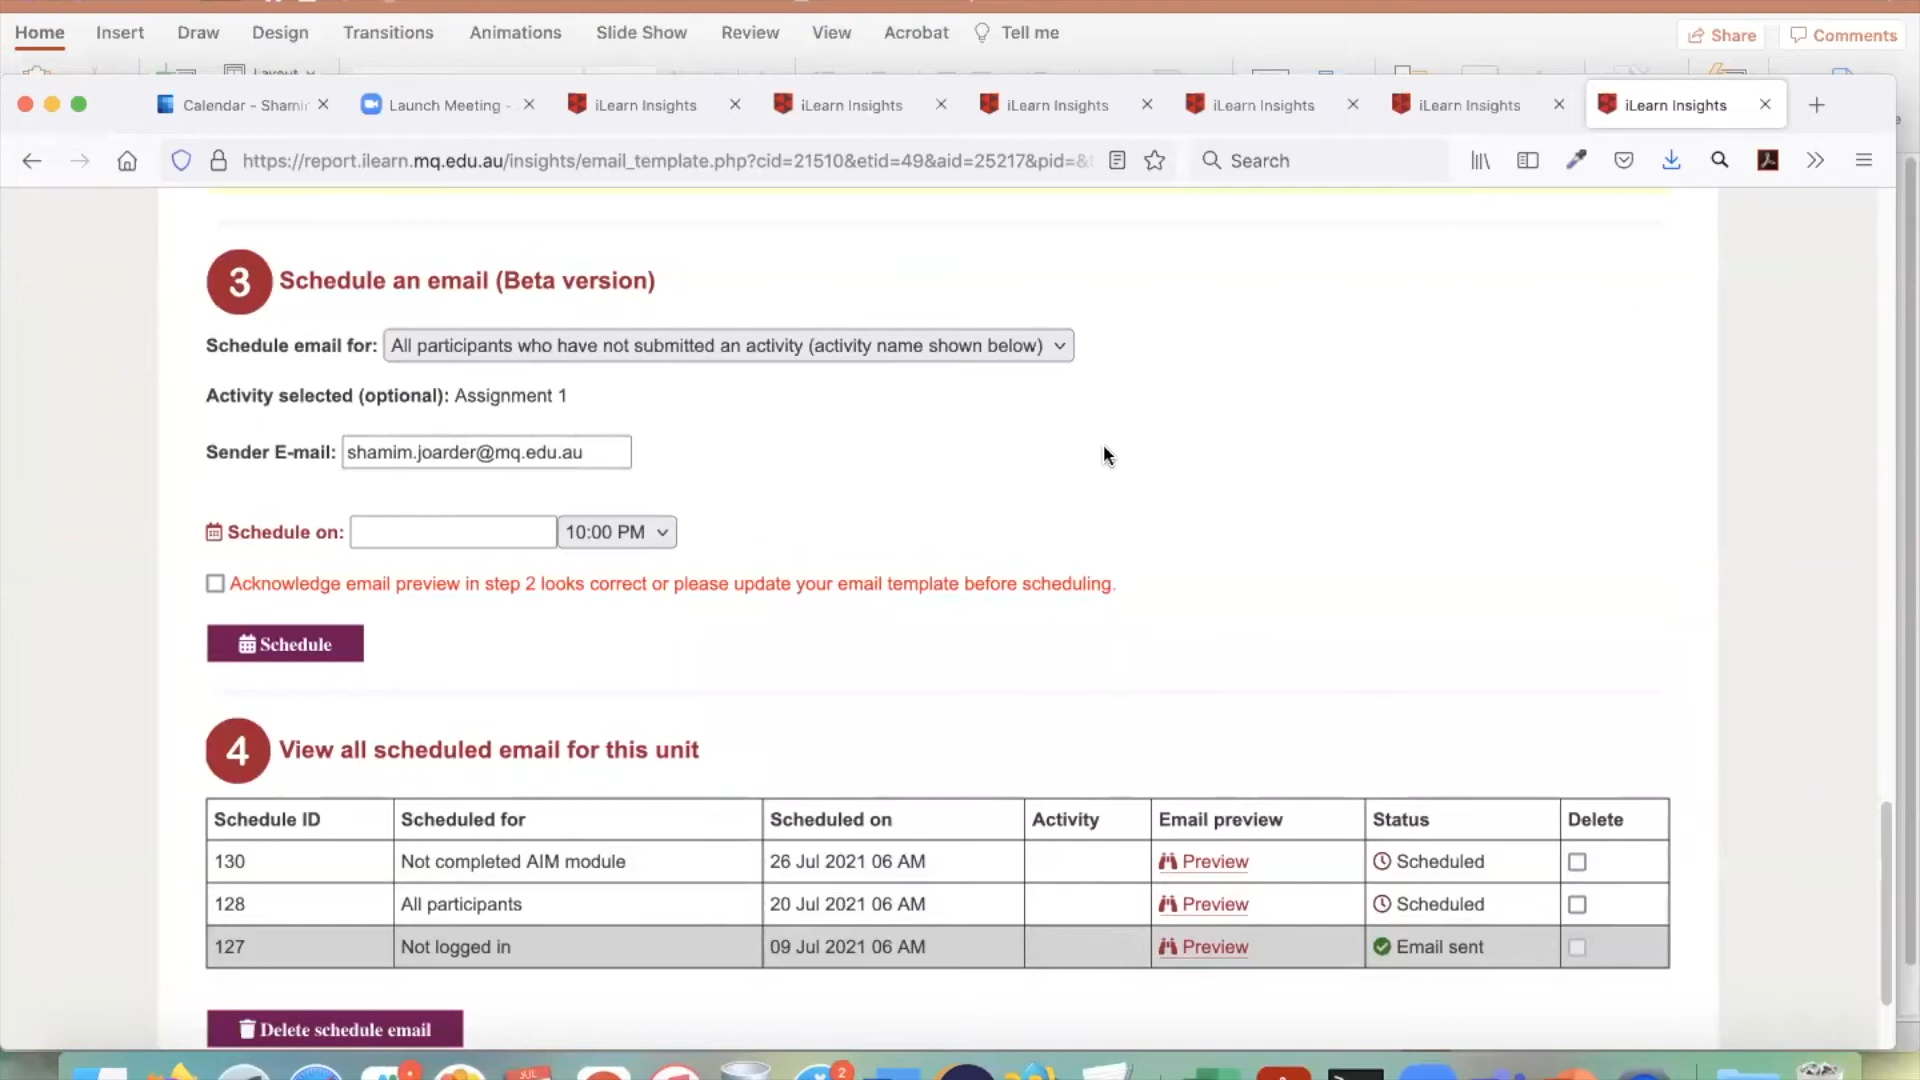 Home Insert Draw Design Transitions Animations Slide Show Review View Acrobat Tell me Share Comments
Calendar - Shami Launch Meeting - iLearn Insights iLearn Insights iLearn Insights iLearn Insights iLearn Insights iLearn Insights
https://report.ilearn.mq.edu.au/insights/email_template.php?cid=21510&etid=49&aid=25217&pid=&t Search
3 Schedule an email (Beta version)
Schedule email for: All participants who have not submitted an activity (activity name shown below)
Activity selected (optional): Assignment 1
Sender E-mail: shamim.joarder@mq.edu.au
Schedule on: 10:00 PM
Acknowledge email preview in step 2 looks correct or please update your email template before scheduling.
Schedule
4 View all scheduled email for this unit
Schedule ID Scheduled for Scheduled on Activity Email preview Status Delete
130 Not completed AIM module 26 Jul 2021 06 AM Preview Scheduled
128 All participants 20 Jul 2021 06 AM Preview Scheduled
127 Not logged in 09 Jul 2021 06 AM Preview Email sent
Delete schedule email
JUL 2